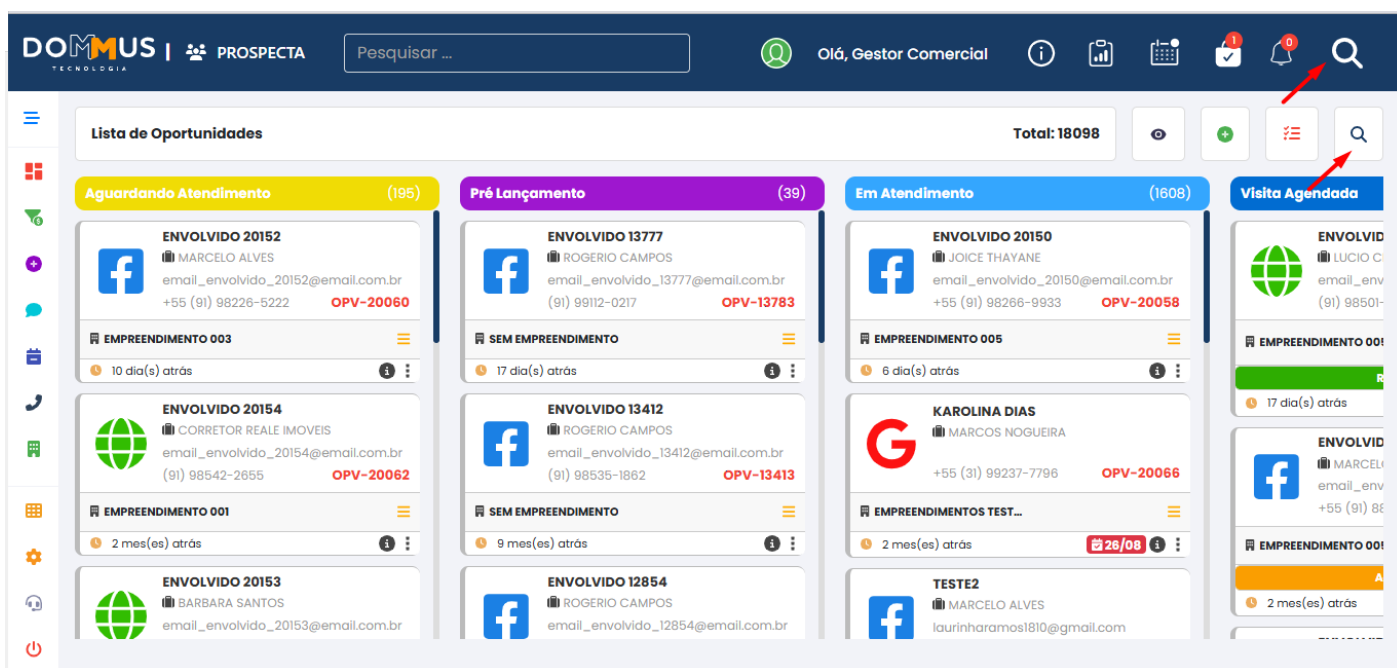 DOMMUS | PROSPECTA
TECNOLOGIA
Pesquisar ...
Olá, Gestor Comercial
1
0
Lista de Oportunidades
Total: 18098
Aguardando Atendimento (195)
ENVOLVIDO 20152
MARCELO ALVES
email_envolvido_20152@email.com.br
+55 (91) 98226-5222 OPV-20060
EMPREENDIMENTO 003
10 dia(s) atrás
ENVOLVIDO 20154
CORRETOR REALE IMOVEIS
email_envolvido_20154@email.com.br
(91) 98542-2655 OPV-20062
EMPREENDIMENTO 001
2 mes(es) atrás
ENVOLVIDO 20153
BARBARA SANTOS
email_envolvido_20153@email.com.br
Pré Lançamento (39)
ENVOLVIDO 13777
ROGERIO CAMPOS
email_envolvido_13777@email.com.br
(91) 99112-0217 OPV-13783
SEM EMPREENDIMENTO
17 dia(s) atrás
ENVOLVIDO 13412
ROGERIO CAMPOS
email_envolvido_13412@email.com.br
(91) 98535-1862 OPV-13413
SEM EMPREENDIMENTO
9 mes(es) atrás
ENVOLVIDO 12854
ROGERIO CAMPOS
email_envolvido_12854@email.com.br
Em Atendimento (1608)
ENVOLVIDO 20150
JOICE THAYANE
email_envolvido_20150@email.com.br
+55 (91) 98266-9933 OPV-20058
EMPREENDIMENTO 005
6 dia(s) atrás
KAROLINA DIAS
MARCOS NOGUEIRA
+55 (31) 99237-7796 OPV-20066
EMPREENDIMENTOS TEST...
2 mes(es) atrás 26/08
TESTE2
MARCELO ALVES
laurinharamos1810@gmail.com
Visita Agendada
ENVOLVID
LUCIO C
email_env
(91) 98501-
EMPREENDIMENTO 005
R
17 dia(s) atrás
ENVOLVID
MARCEL
email_env
+55 (91) 88
EMPREENDIMENTO 005
A
2 mes(es) atrás